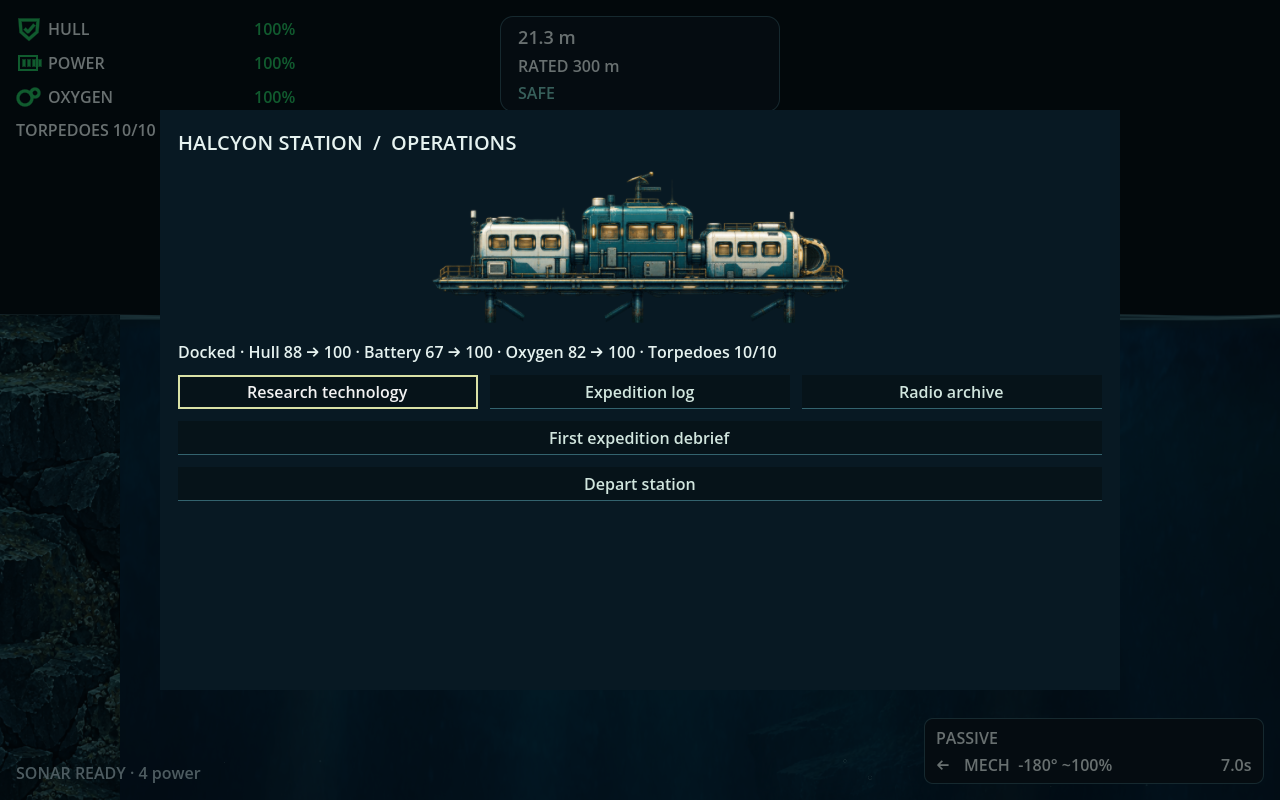 HULL 100%
POWER 100%
OXYGEN 100%
TORPEDOES 10/10
21.3 m
RATED 300 m
SAFE
HALCYON STATION / OPERATIONS
Docked · Hull 88 → 100 · Battery 67 → 100 · Oxygen 82 → 100 · Torpedoes 10/10
Research technology Expedition log Radio archive
First expedition debrief
Depart station
PASSIVE
← MECH -180° ~100% 7.0s
SONAR READY · 4 power